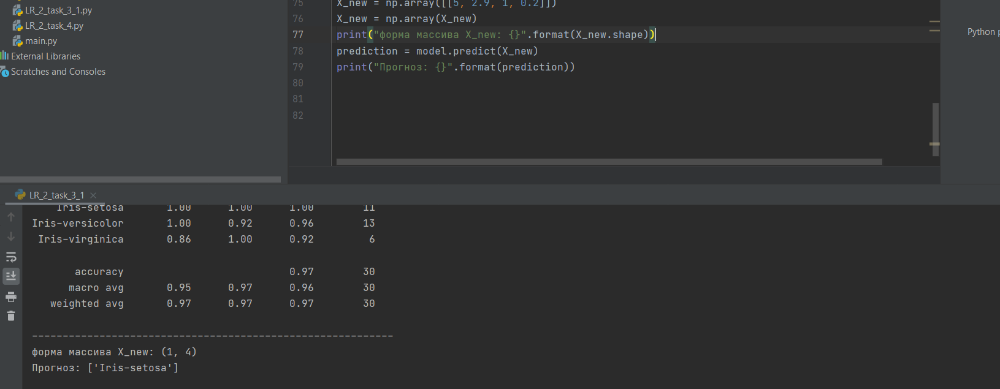 LR_2_task_3_1.py
LR_2_task_4.py
main.py
External Libraries
Scratches and Consoles
75 X_new = np.array([[5, 2.9, 1, 0.2]])
76 X_new = np.array(X_new)
77 print("форма массива X_new: {}".format(X_new.shape))
78 prediction = model.predict(X_new)
79 print("Прогноз: {}".format(prediction))
80
81
82
Python
LR_2_task_3_1
Iris-setosa 1.00 1.00 1.00 11
Iris-versicolor 1.00 0.92 0.96 13
Iris-virginica 0.86 1.00 0.92 6
accuracy 0.97 30
macro avg 0.95 0.97 0.96 30
weighted avg 0.97 0.97 0.97 30
-----------------------------------------------------------
форма массива X_new: (1, 4)
Прогноз: ['Iris-setosa']